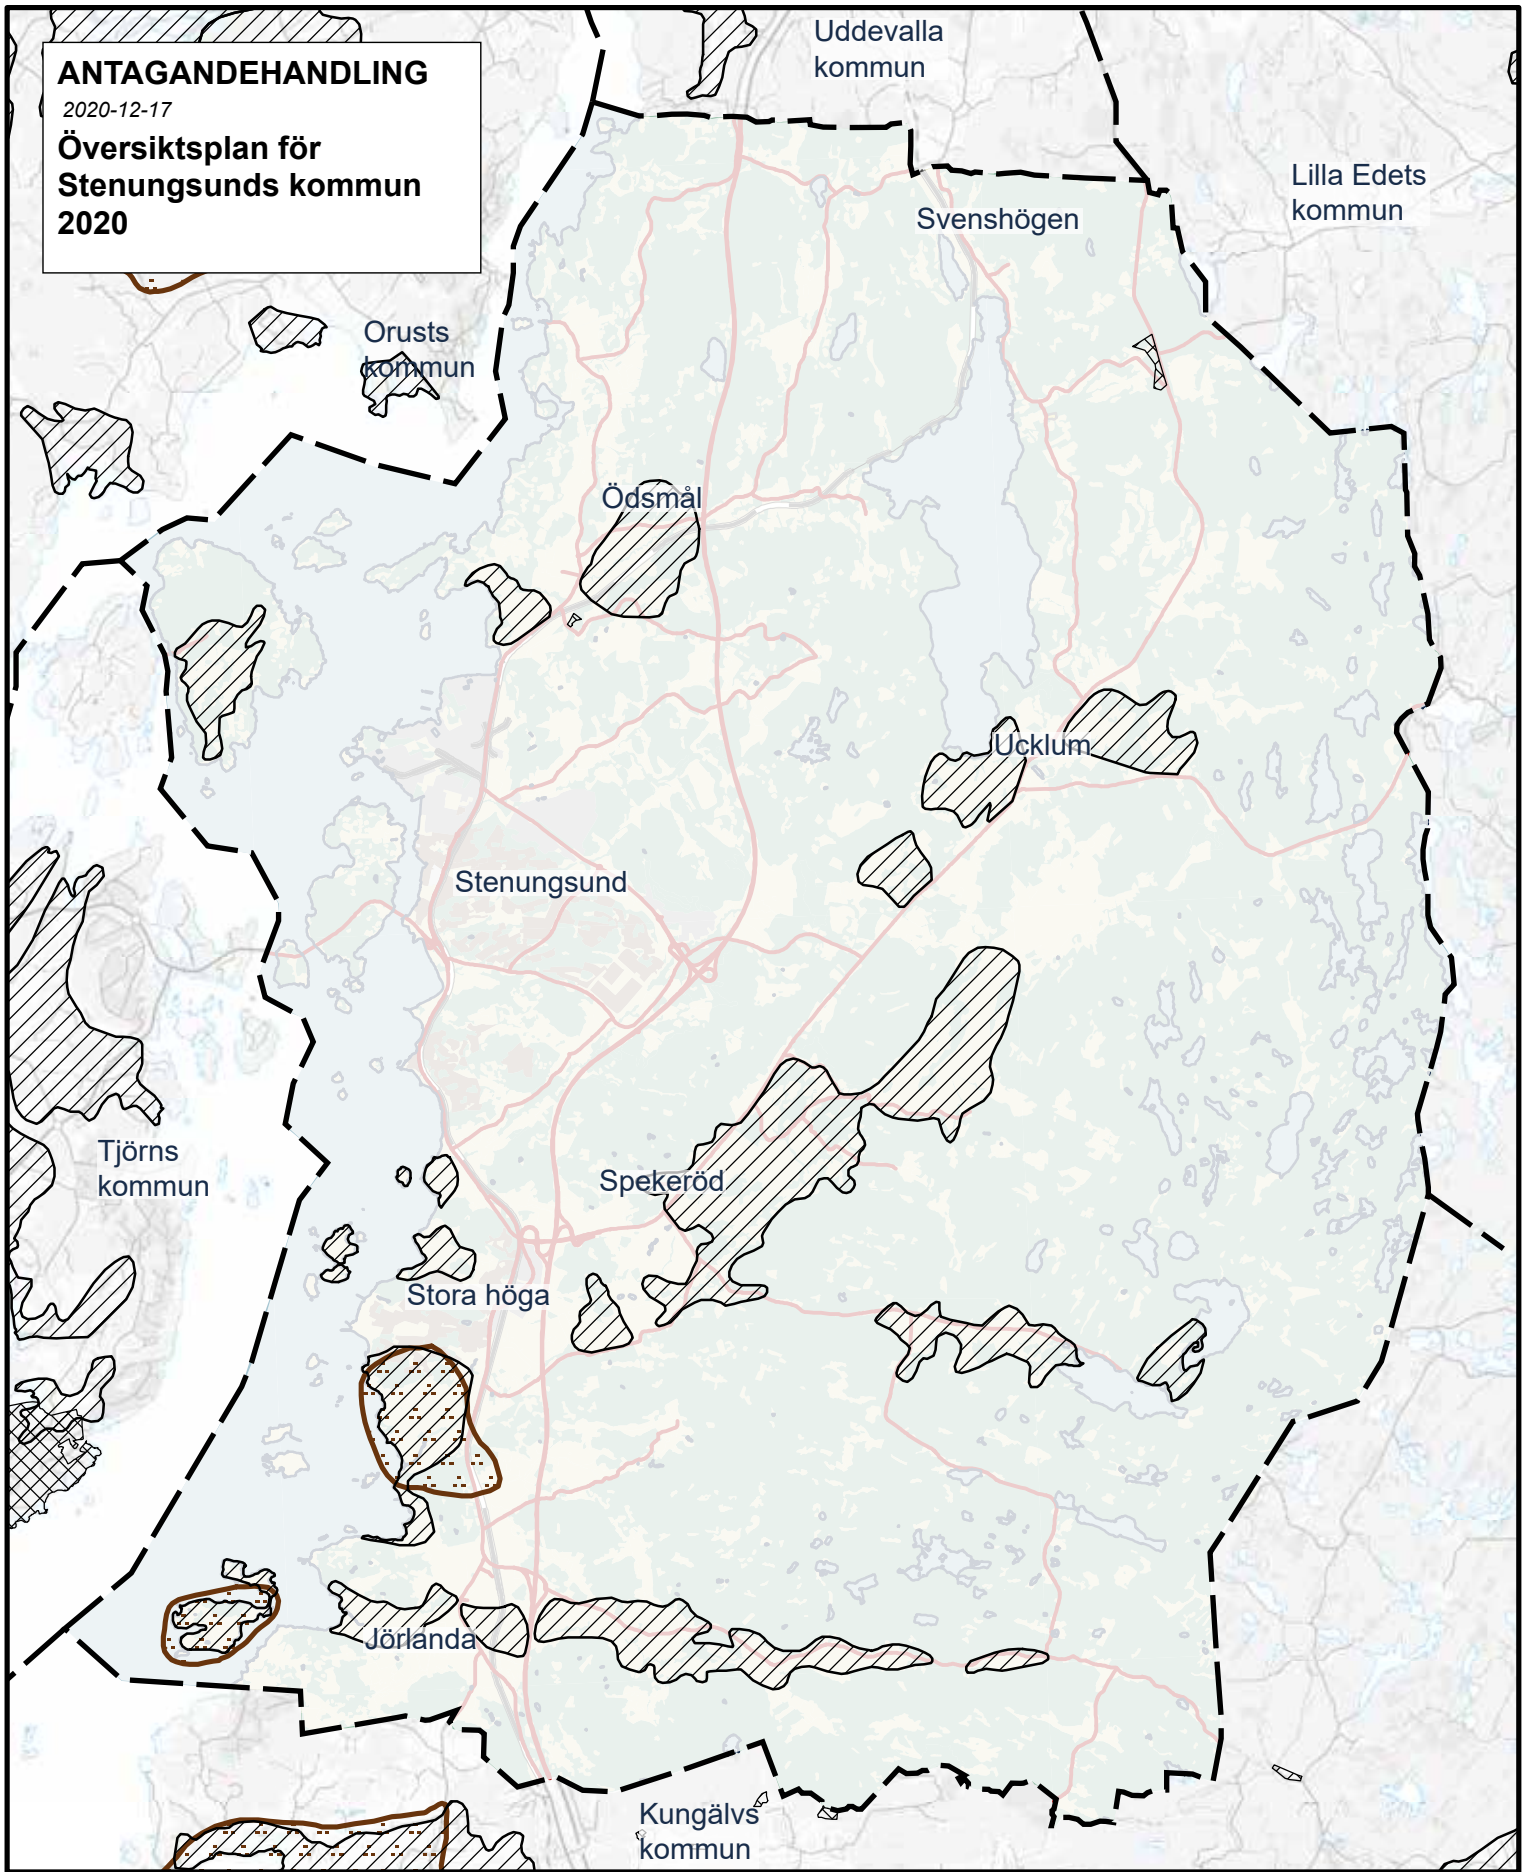 ANTAGANDEHANDLING
2020-12-17
Översiktsplan för
Stenungsunds kommun
2020
Uddevalla
kommun
Lilla Edets
kommun
Svenshögen
Orusts
kommun
Ödsmål
Ucklum
Stenungsund
Tjörns
kommun
Spekeröd
Stora höga
Jörlanda
Kungälvs
kommun